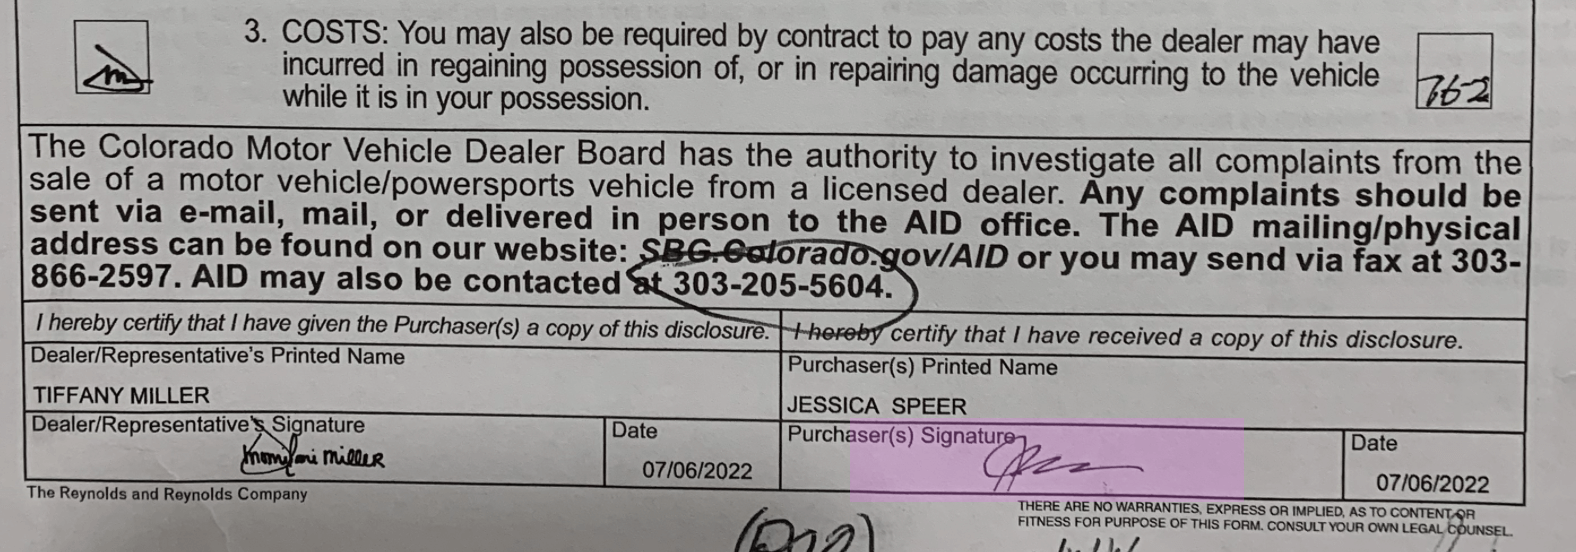 3. COSTS: You may also be required by contract to pay any costs the dealer may have
incurred in regaining possession of, or in repairing damage occurring to the vehicle
while it is in your possession.
The Colorado Motor Vehicle Dealer Board has the authority to investigate all complaints from the
sale of a motor vehicle/powersports vehicle from a licensed dealer. Any complaints should be
sent via e-mail, mail, or delivered in person to the AID office. The AID mailing/physical
address can be found on our website: SBG.Colorado.gov/AID or you may send via fax at 303-
866-2597. AID may also be contacted at 303-205-5604.
I hereby certify that I have given the Purchaser(s) a copy of this disclosure.
I hereby certify that I have received a copy of this disclosure.
Dealer/Representative's Printed Name
Purchaser(s) Printed Name
TIFFANY MILLER
JESSICA SPEER
Dealer/Representative's Signature
Date
Purchaser(s) Signature
Date
Miller
07/06/2022
07/06/2022
The Reynolds and Reynolds Company
THERE ARE NO WARRANTIES, EXPRESS OR IMPLIED, AS TO CONTENT OR
FITNESS FOR PURPOSE OF THIS FORM. CONSULT YOUR OWN LEGAL COUNSEL.